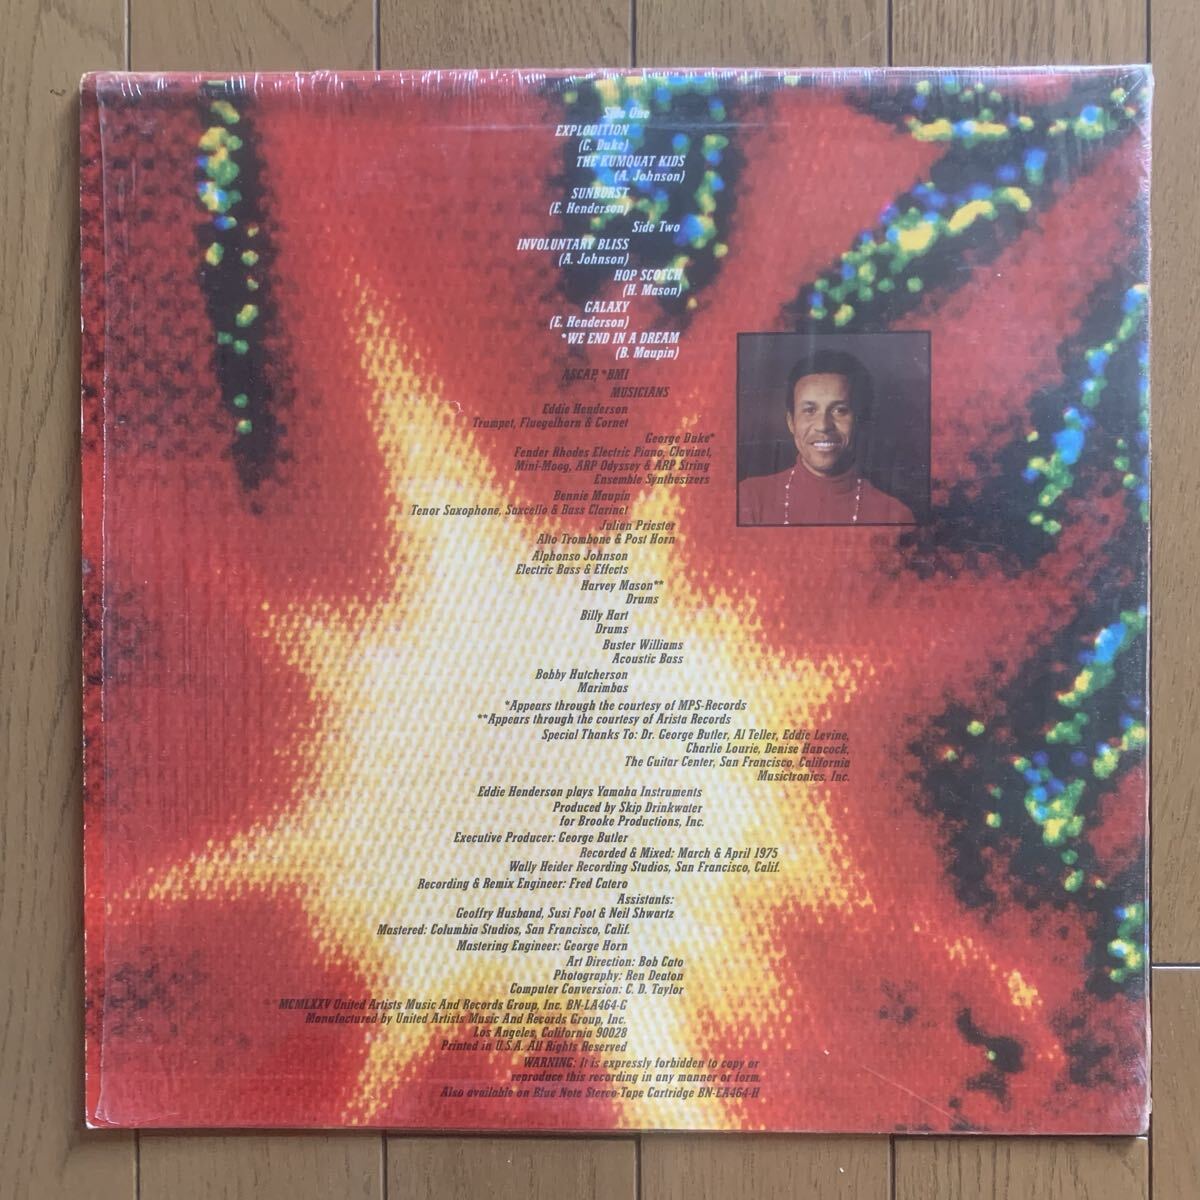 Side One
EXPLODITION
(G. Duke)
THE KUMQUAT KIDS
(A. Johnson)
SUNBURST
(E. Henderson)
Side Two
INVOLUNTARY BLISS
(A. Johnson)
HOP SCOTCH
(H. Mason)
GALAXY
(E. Henderson)
*WE END IN A DREAM
(B. Maupin)
ASCAP, *BMI
MUSICIANS
Eddie Henderson
Trumpet, Fluegelhorn & Cornet
George Duke*
Fender Rhodes Electric Piano, Clavinet,
Mini-Moog, ARP Odyssey & ARP String
Ensemble Synthesizers
Bennie Maupin
Tenor Saxophone, Saxcello & Bass Clarinet
Julian Priester
Alto Trombone & Post Horn
Alphonso Johnson
Electric Bass & Effects
Harvey Mason**
Drums
Billy Hart
Drums
Buster Williams
Acoustic Bass
Bobby Hutcherson
Marimbas
*Appears through the courtesy of MPS-Records
**Appears through the courtesy of Arista Records
Special Thanks To: Dr. George Butler, Al Teller, Eddie Levine,
Charlie Lourie, Denise Hancock,
The Guitar Center, San Francisco, California
Musictronics, Inc.
Eddie Henderson plays Yamaha Instruments
Produced by Skip Drinkwater
for Brooke Productions, Inc.
Executive Producer: George Butler
Recorded & Mixed: March & April 1975
Wally Heider Recording Studios, San Francisco, Calif.
Recording & Remix Engineer: Fred Catero
Assistants:
Geoffry Husband, Susi Foot & Neil Shwartz
Mastered: Columbia Studios, San Francisco, Calif.
Mastering Engineer: George Horn
Art Direction: Bob Cato
Photography: Ren Deaton
Computer Conversion: C. D. Taylor
MCMLXXV United Artists Music And Records Group, Inc. BN-LA464-G
Manufactured by United Artists Music And Records Group, Inc.
Los Angeles, California 90028
Printed in U.S.A. All Rights Reserved
WARNING: It is expressly forbidden to copy or
reproduce this recording in any manner or form.
Also available on Blue Note Stereo-Tape Cartridge BN-EA464-H